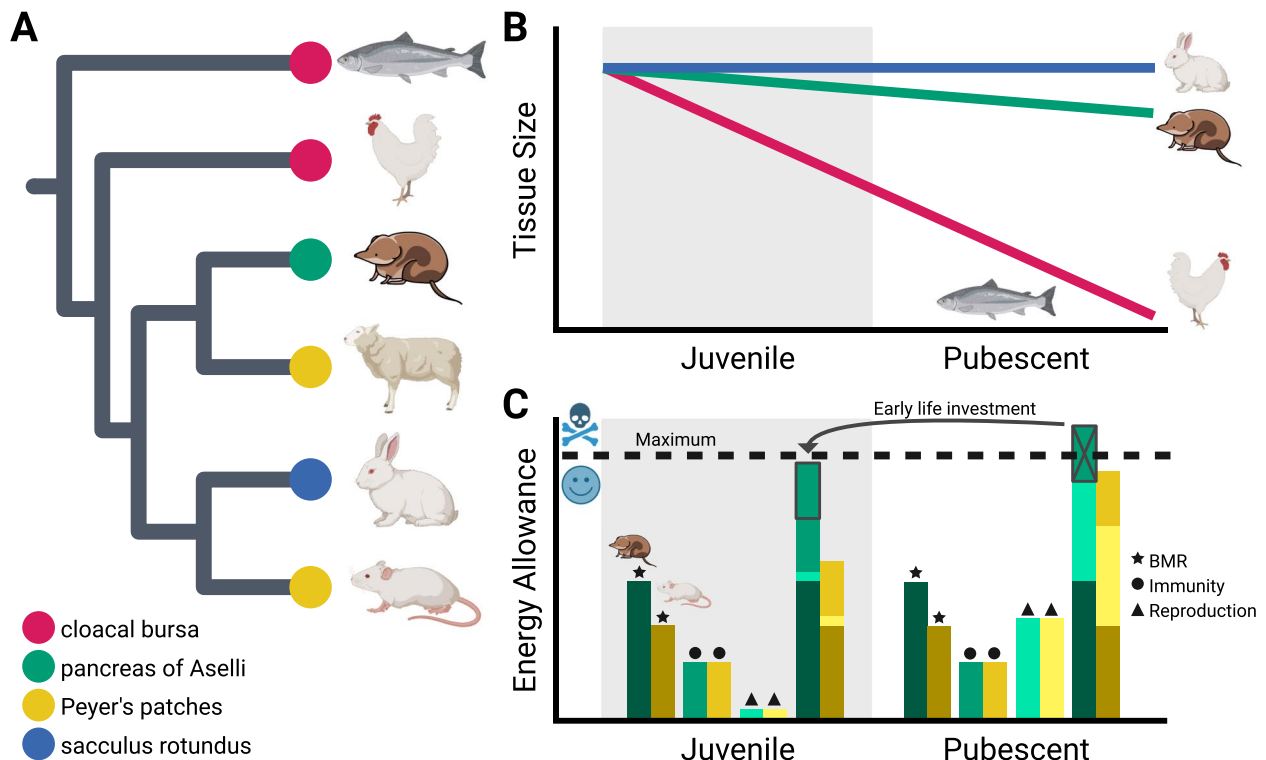 A
cloacal bursa
pancreas of Aselli
Peyer's patches
sacculus rotundus
B
Tissue Size
Juvenile
Pubescent
C
Early life investment
Maximum
Energy Allowance
BMR
Immunity
Reproduction
Juvenile
Pubescent